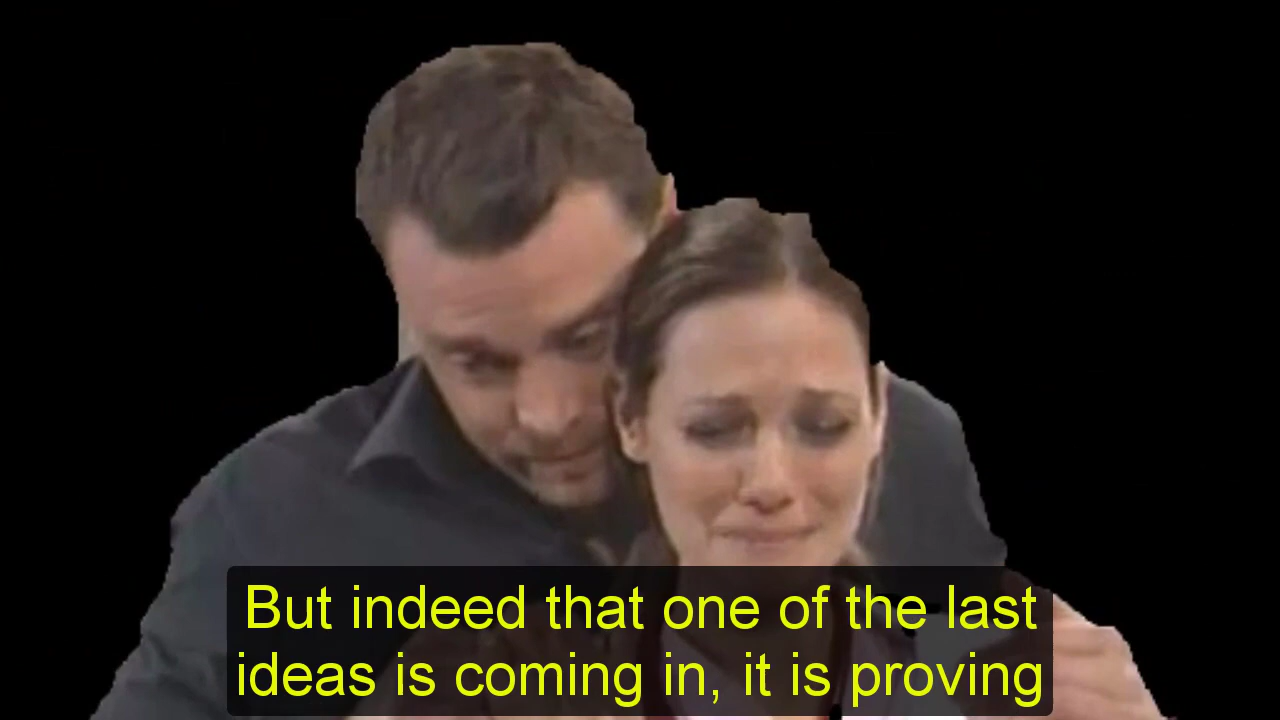 But indeed that one of the last
ideas is coming in, it is proving